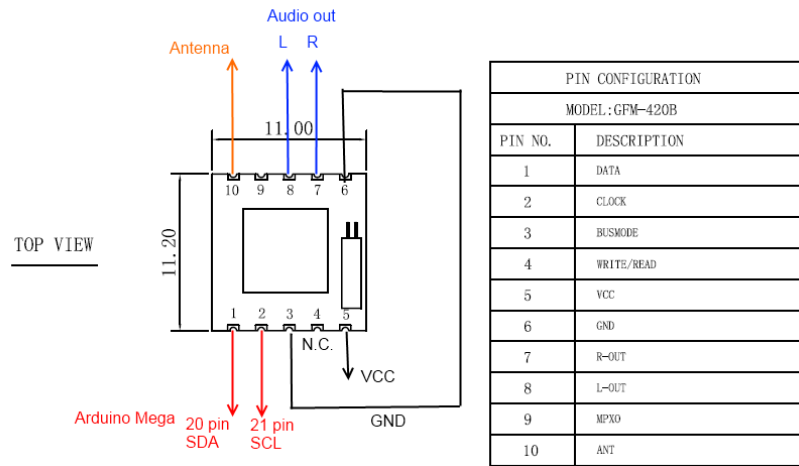 Audio out
L R
Antenna
11.00
10 9 8 7 6
TOP VIEW
11.20
1 2 3 4 5
N.C.
VCC
GND
Arduino Mega
20 pin
SDA
21 pin
SCL
PIN CONFIGURATION
MODEL:GFM-420B
PIN NO. DESCRIPTION
1 DATA
2 CLOCK
3 BUSMODE
4 WRITE/READ
5 VCC
6 GND
7 R-OUT
8 L-OUT
9 MPXO
10 ANT